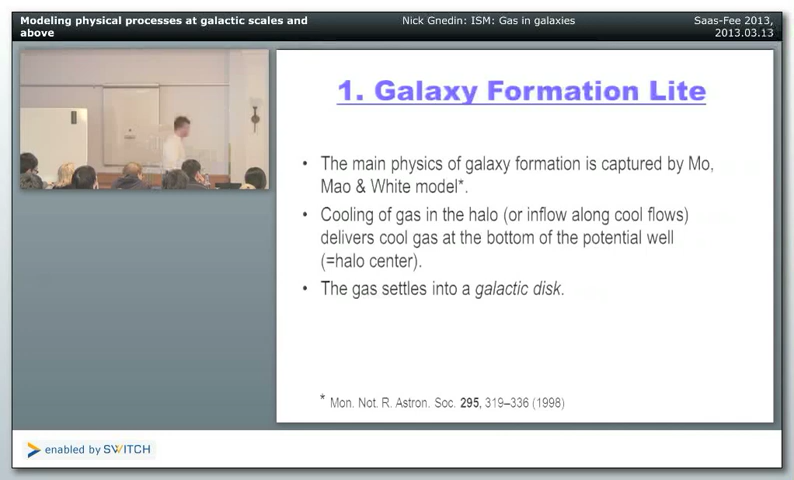 Modeling physical processes at galactic scales and
above
Nick Gnedin: ISM: Gas in galaxies
Saas-Fee 2013,
2013.03.13
1. Galaxy Formation Lite
• The main physics of galaxy formation is captured by Mo,
Mao & White model*.
• Cooling of gas in the halo (or inflow along cool flows)
delivers cool gas at the bottom of the potential well
(=halo center).
• The gas settles into a galactic disk.
* Mon. Not. R. Astron. Soc. 295, 319–336 (1998)
enabled by SWITCH